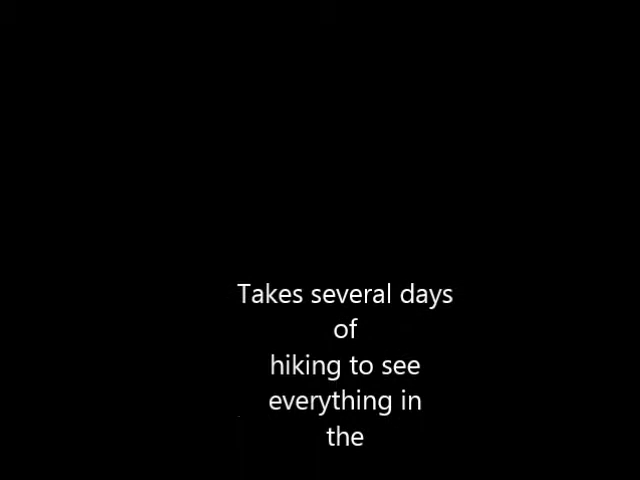 Takes several days
of
hiking to see
everything in
the